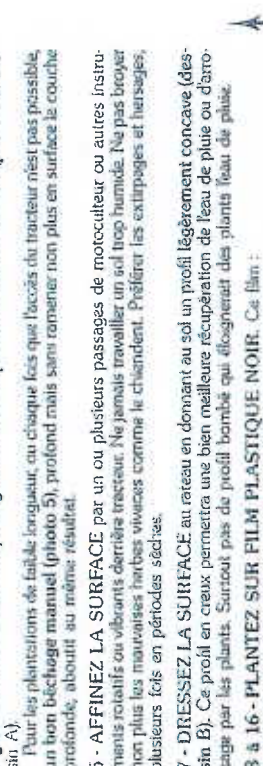 sin A).
Pour les plantations de faible longueur, ou chaque fois que l'accès du tracteur n'est pas possible,
un bon bêchage manuel (photo 5), profond mais sans ramener non plus en surface le couche
profonde, aboutit au même résultat.
6 - AFFINEZ LA SURFACE par un ou plusieurs passages de motoculteur ou autres instru-
ments rotatifs ou vibrants derrière tracteur. Ne jamais travailler un sol trop humide. Ne pas broyer
non plus les mauvaises herbes vivaces comme le chiendent. Préférer les extirpages et hersages,
plusieurs fois en périodes sèches.
7 - DRESSEZ LA SURFACE au rateau en donnant au sol un profil légèrement concave (des-
sin B). Ce profil en creux permettra une bien meilleure récupération de l'eau de pluie ou d'arro-
sage par les plants. Surtout pas de profil bombé qui éloignerait des plants l'eau de pluie.
8 à 16 - PLANTEZ SUR FILM PLASTIQUE NOIR. Ce film :